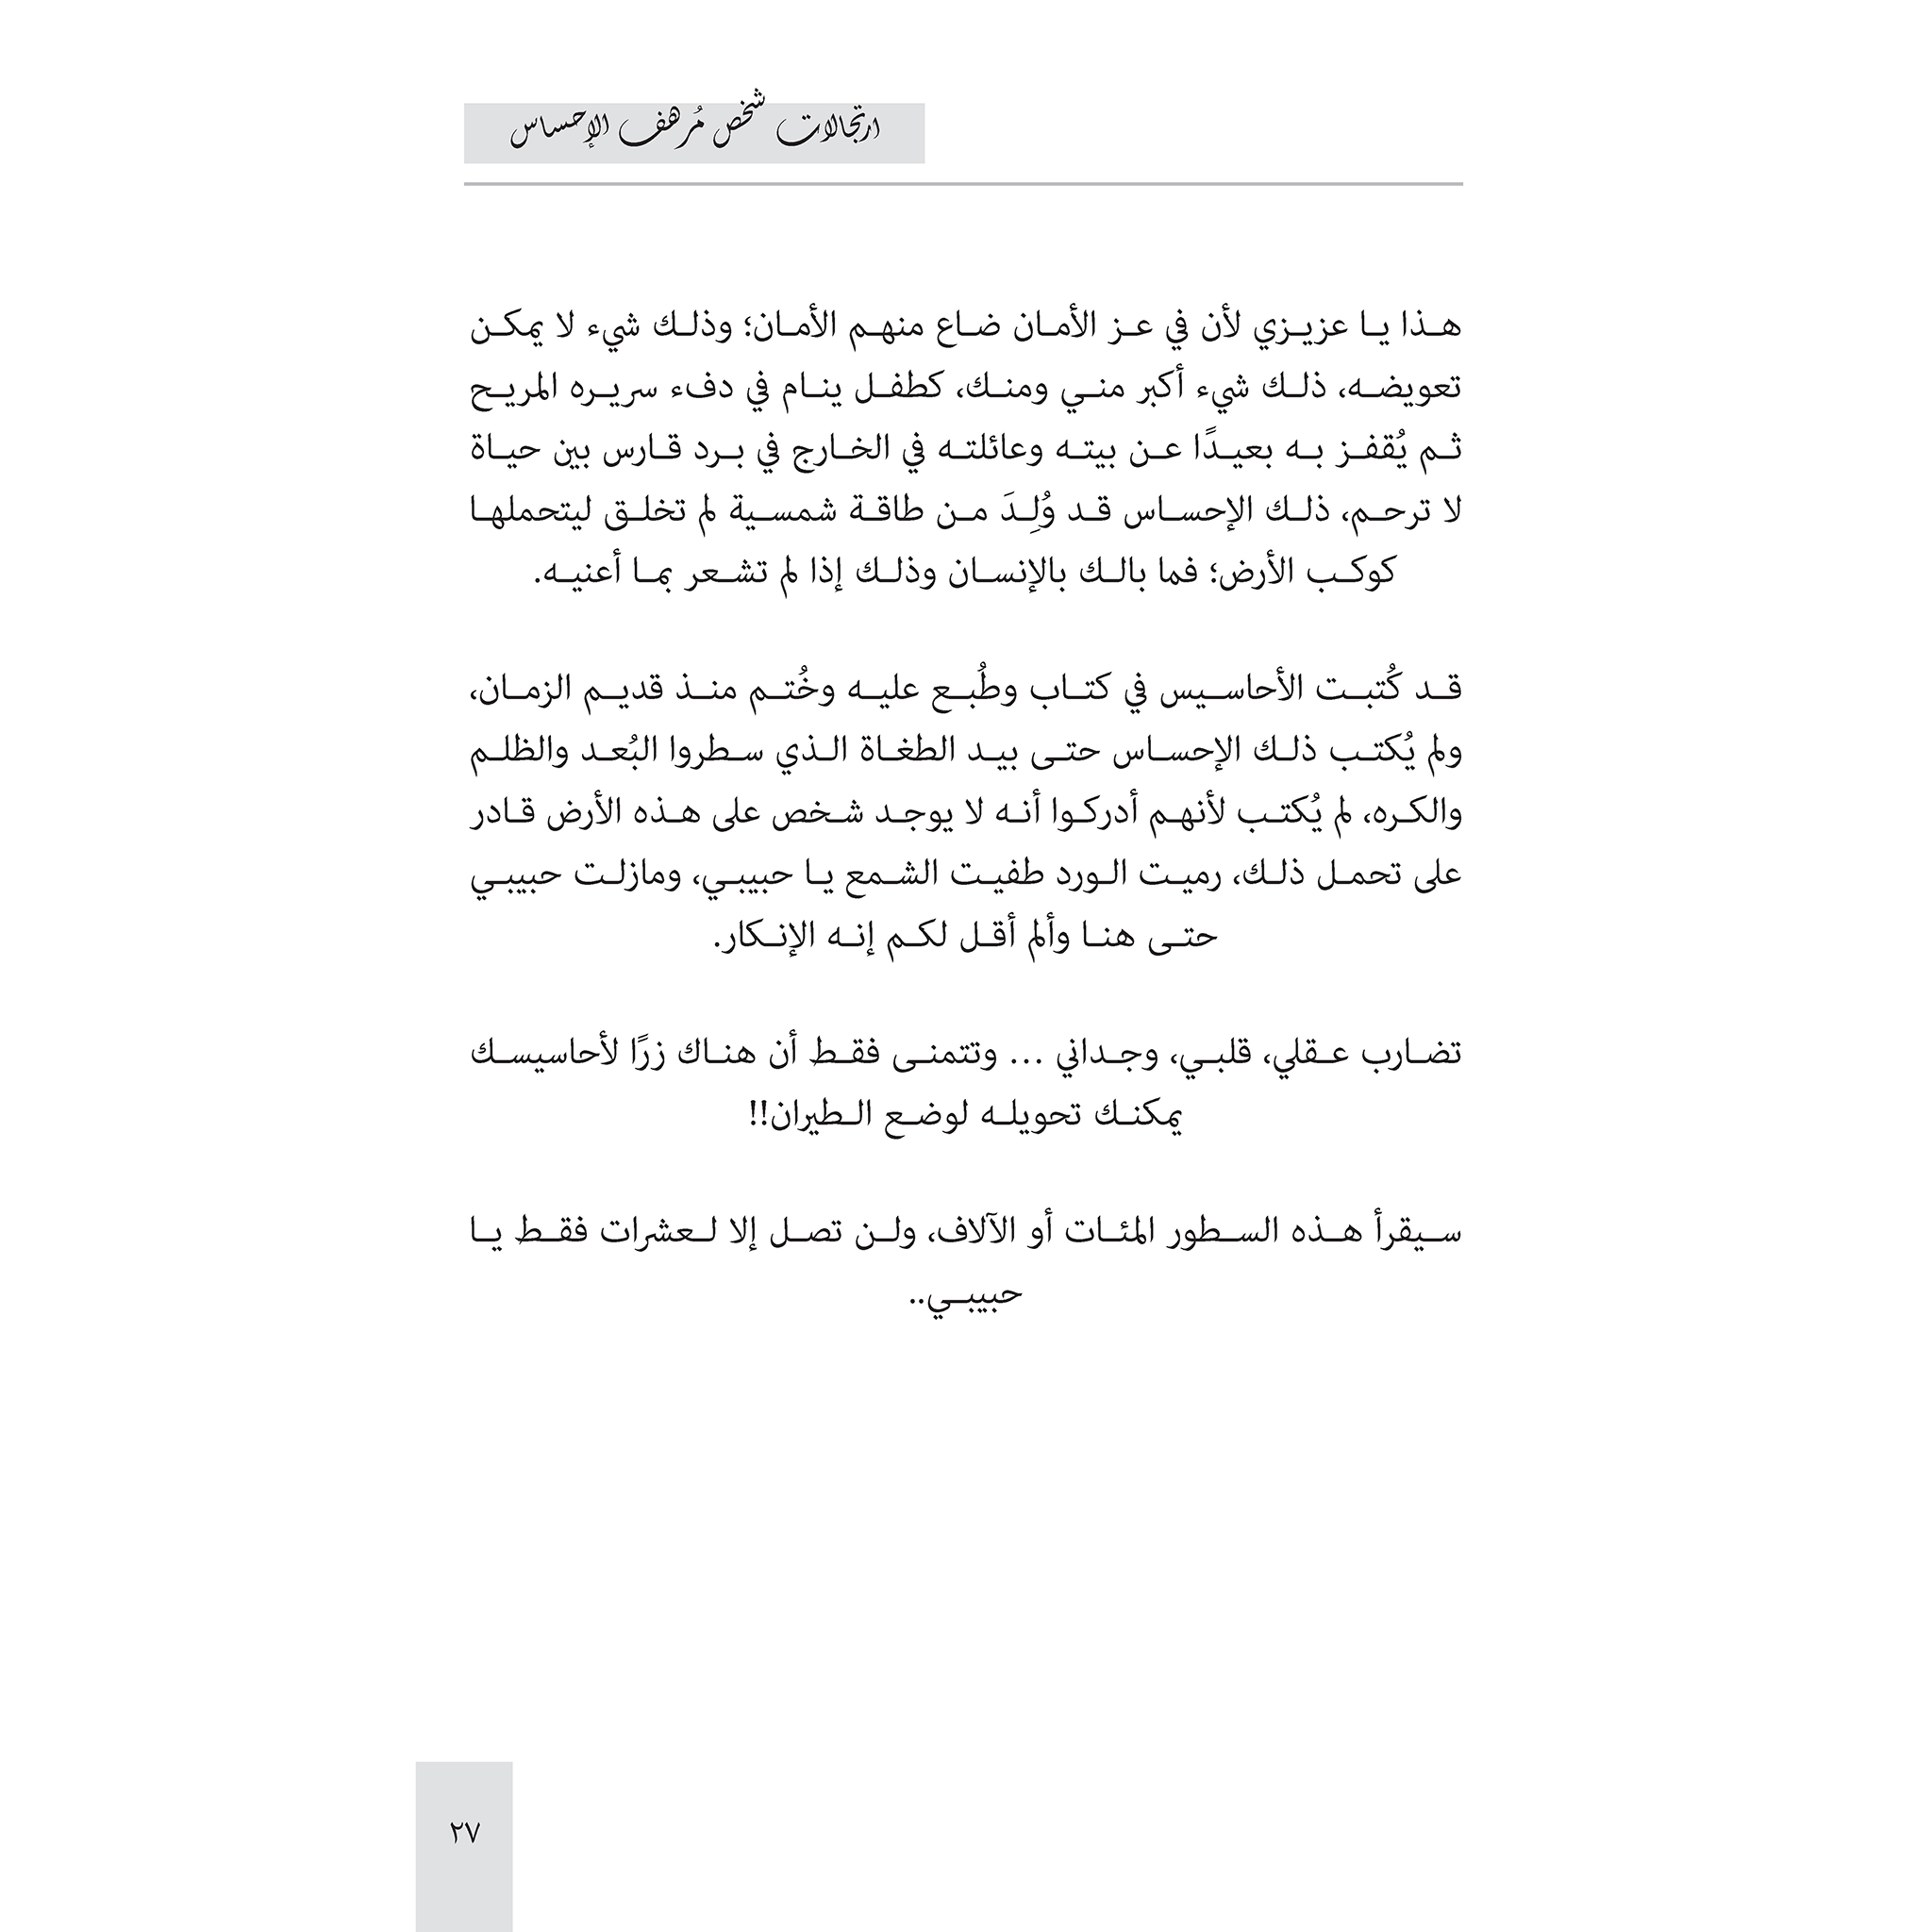 ارتجالات شخص مُرهف الإحساس
هذا يا عزيزي لأن في عز الأمان ضاع منهم الأمان؛ وذلك شيء لا يمكن
تعويضه، ذلك شيء أكبر مني ومنك، كطفل ينام في دفء سريره المريح
ثم يُقفز به بعيدًا عن بيته وعائلته في الخارج في برد قارس بين حياة
لا ترحم، ذلك الإحساس قد وُلِدَ من طاقة شمسية لم تخلق ليتحملها
كوكب الأرض؛ فما بالك بالإنسان وذلك إذا لم تشعر بما أعنيه.
قد كُتبت الأحاسيس في كتاب وطُبع عليه وخُتم منذ قديم الزمان،
ولم يُكتب ذلك الإحساس حتى بيد الطغاة الذي سطروا البُعد والظلم
والكره، لم يُكتب لأنهم أدركوا أنه لا يوجد شخص على هذه الأرض قادر
على تحمل ذلك، رميت الورد طفيت الشمع يا حبيبي، ومازلت حبيبي
حتى هنا وألم أقل لكم إنه الإنكار.
تضارب عقلي، قلبي، وجداني ... وتتمنى فقط أن هناك زرًا لأحاسيسك
يمكنك تحويله لوضع الطيران!!
سيقرأ هذه السطور المئات أو الآلاف، ولن تصل إلا لعشرات فقط يا
حبيبي..
٢٧